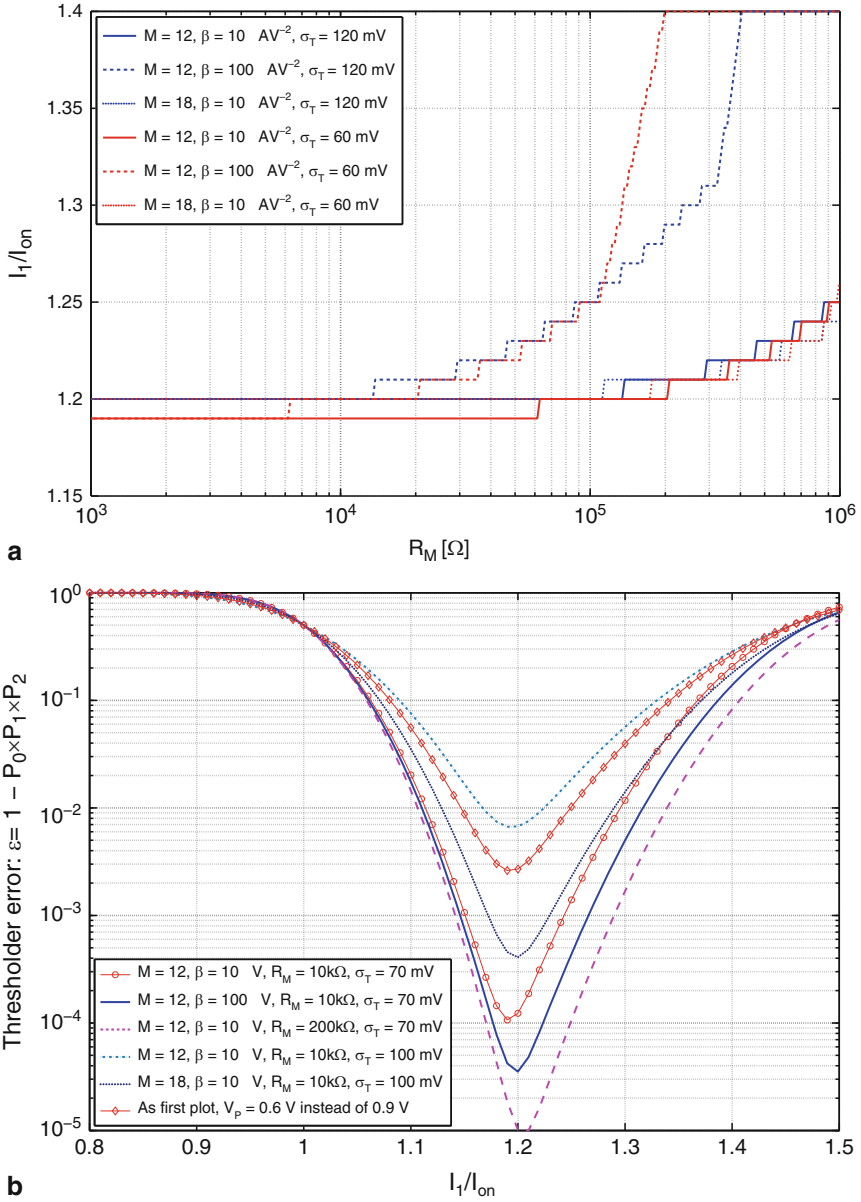 1.4
1.35
1.3
1.25
1.2
1.15
I₁/Iₒₙ
M = 12, β = 10 AV⁻², σ_T = 120 mV
M = 12, β = 100 AV⁻², σ_T = 120 mV
M = 18, β = 10 AV⁻², σ_T = 120 mV
M = 12, β = 10 AV⁻², σ_T = 60 mV
M = 12, β = 100 AV⁻², σ_T = 60 mV
M = 18, β = 10 AV⁻², σ_T = 60 mV
10³ 10⁴ 10⁵ 10⁶
R_M [Ω]
a
10⁰
10⁻¹
10⁻²
10⁻³
10⁻⁴
10⁻⁵
Thresholder error: ε= 1 − P₀×P₁×P₂
M = 12, β = 10 V, R_M = 10kΩ, σ_T = 70 mV
M = 12, β = 100 V, R_M = 10kΩ, σ_T = 70 mV
M = 12, β = 10 V, R_M = 200kΩ, σ_T = 70 mV
M = 12, β = 10 V, R_M = 10kΩ, σ_T = 100 mV
M = 18, β = 10 V, R_M = 10kΩ, σ_T = 100 mV
As first plot, V_P = 0.6 V instead of 0.9 V
0.8 0.9 1 1.1 1.2 1.3 1.4 1.5
I₁/Iₒₙ
b